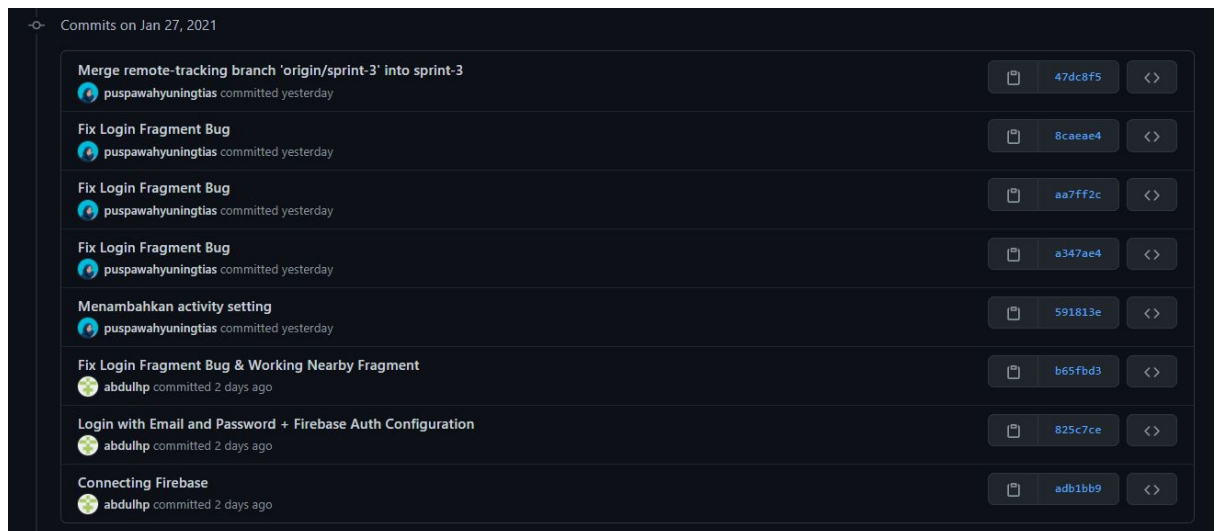 Commits on Jan 27, 2021
Merge remote-tracking branch 'origin/sprint-3' into sprint-3
puspawahyuningtias committed yesterday
47dc8f5
Fix Login Fragment Bug
puspawahyuningtias committed yesterday
8caeae4
Fix Login Fragment Bug
puspawahyuningtias committed yesterday
aa7ff2c
Fix Login Fragment Bug
puspawahyuningtias committed yesterday
a347ae4
Menambahkan activity setting
puspawahyuningtias committed yesterday
591813e
Fix Login Fragment Bug & Working Nearby Fragment
abdulhp committed 2 days ago
b65fbd3
Login with Email and Password + Firebase Auth Configuration
abdulhp committed 2 days ago
825c7ce
Connecting Firebase
abdulhp committed 2 days ago
adb1bb9